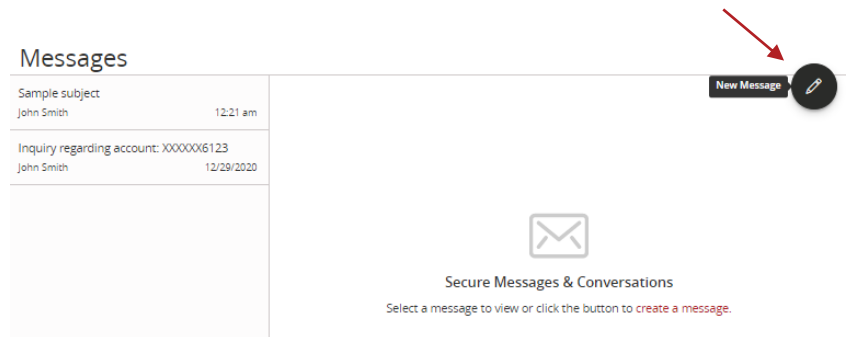 Messages
Sample subject
John Smith 12:21 am
Inquiry regarding account: XXXXXX6123
John Smith 12/29/2020
New Message
Secure Messages & Conversations
Select a message to view or click the button to create a message.